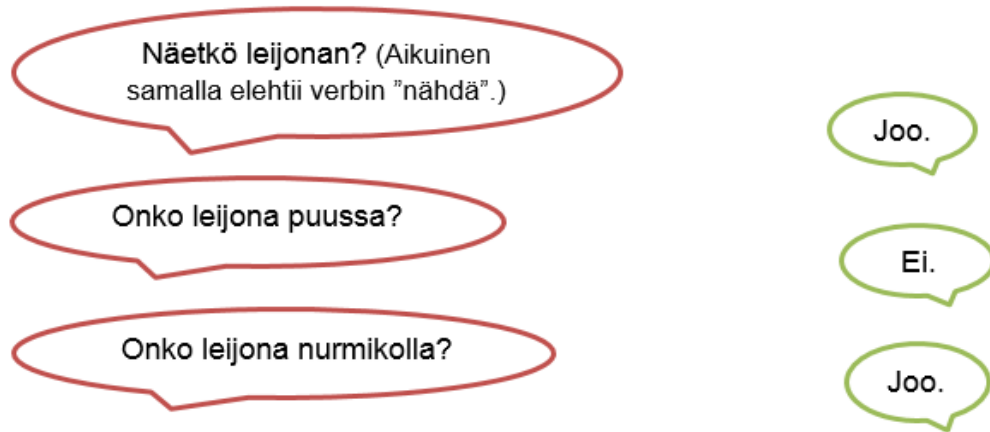 Näetkö leijonan? (Aikuinen
samalla elehtii verbin ”nähdä”.)
Joo.
Onko leijona puussa?
Ei.
Onko leijona nurmikolla?
Joo.